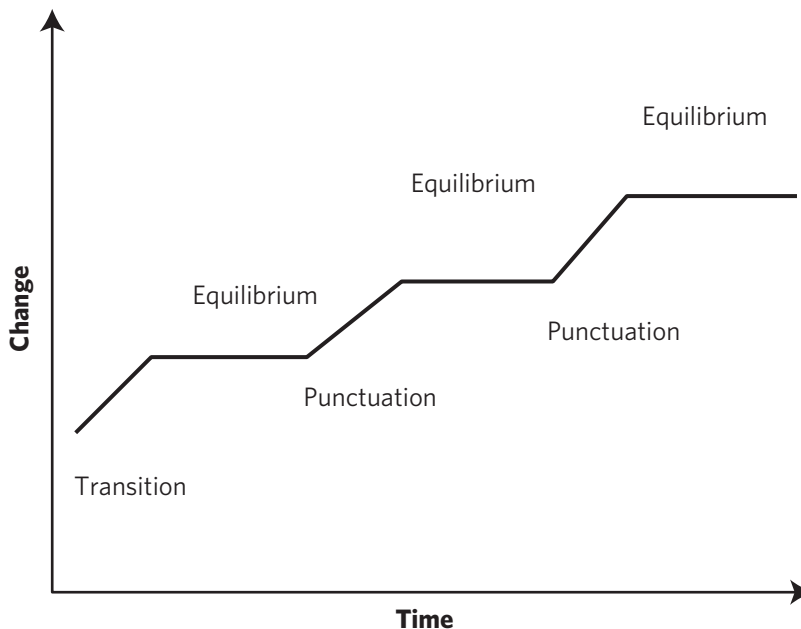 Equilibrium
Equilibrium
Equilibrium
Punctuation
Punctuation
Transition
Change
Time